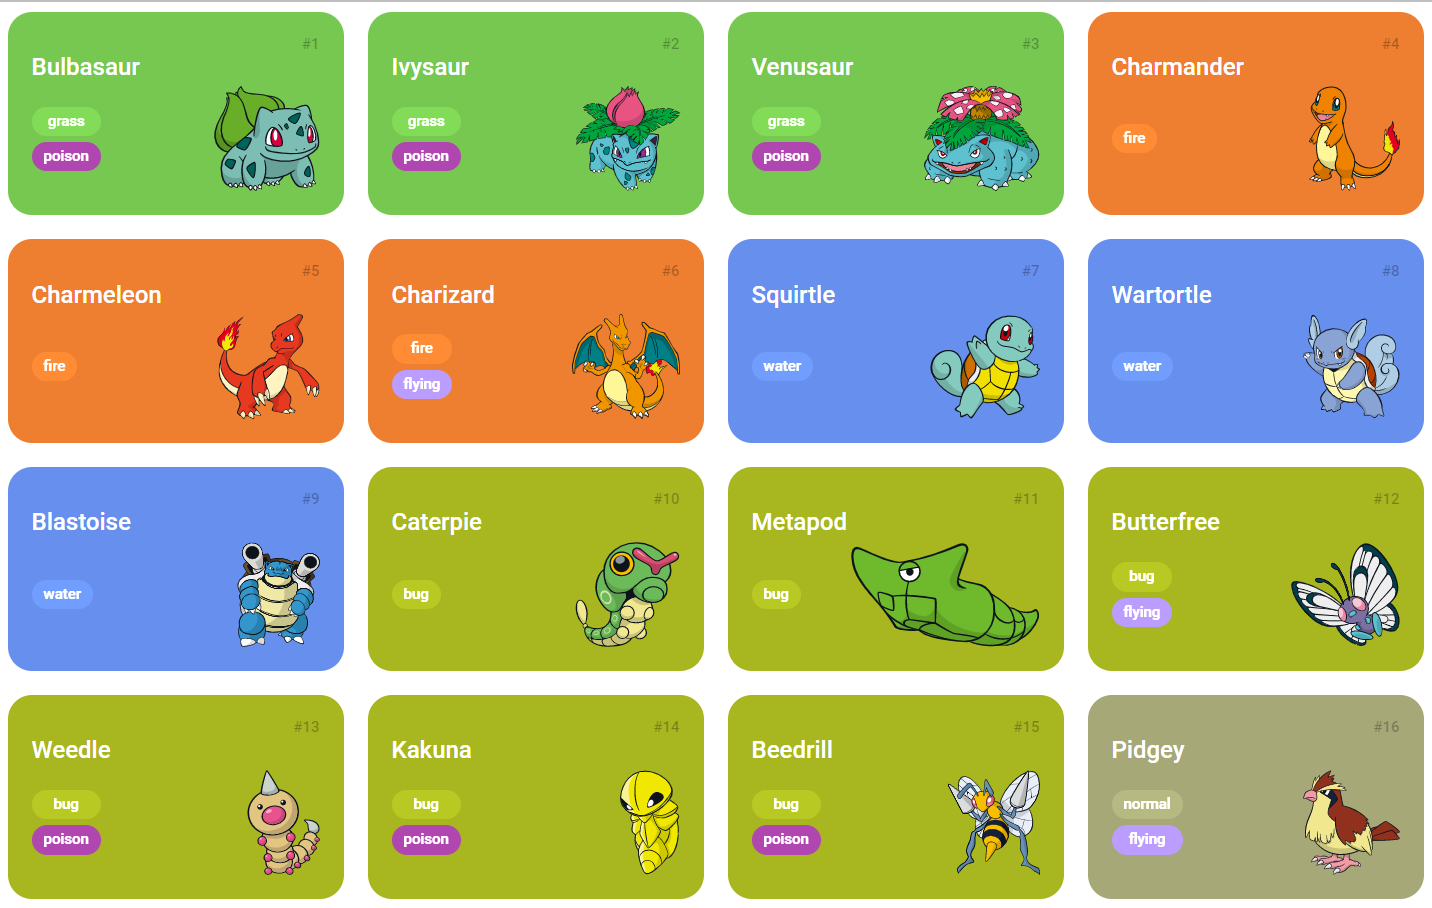 #1
Bulbasaur
grass
poison
#2
Ivysaur
grass
poison
#3
Venusaur
grass
poison
#4
Charmander
fire
#5
Charmeleon
fire
#6
Charizard
fire
flying
#7
Squirtle
water
#8
Wartortle
water
#9
Blastoise
water
#10
Caterpie
bug
#11
Metapod
bug
#12
Butterfree
bug
flying
#13
Weedle
bug
poison
#14
Kakuna
bug
poison
#15
Beedrill
bug
poison
#16
Pidgey
normal
flying